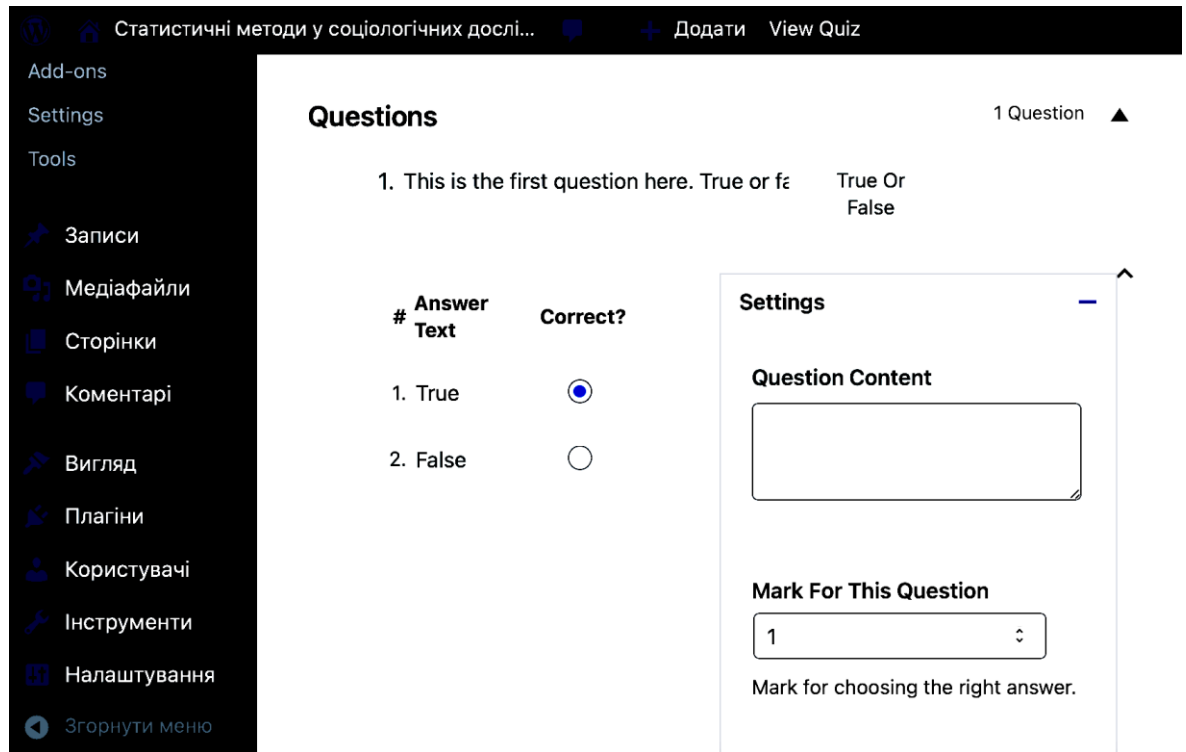 Статистичні методи у соціологічних дослі...
Додати
View Quiz
Add-ons
Settings
Tools
Записи
Медіафайли
Сторінки
Коментарі
Вигляд
Плагіни
Користувачі
Інструменти
Налаштування
Згорнути меню
Questions
1 Question
1. This is the first question here. True or fa
True Or
False
# Answer Text
Correct?
1. True
2. False
Settings
Question Content
Mark For This Question
1
Mark for choosing the right answer.